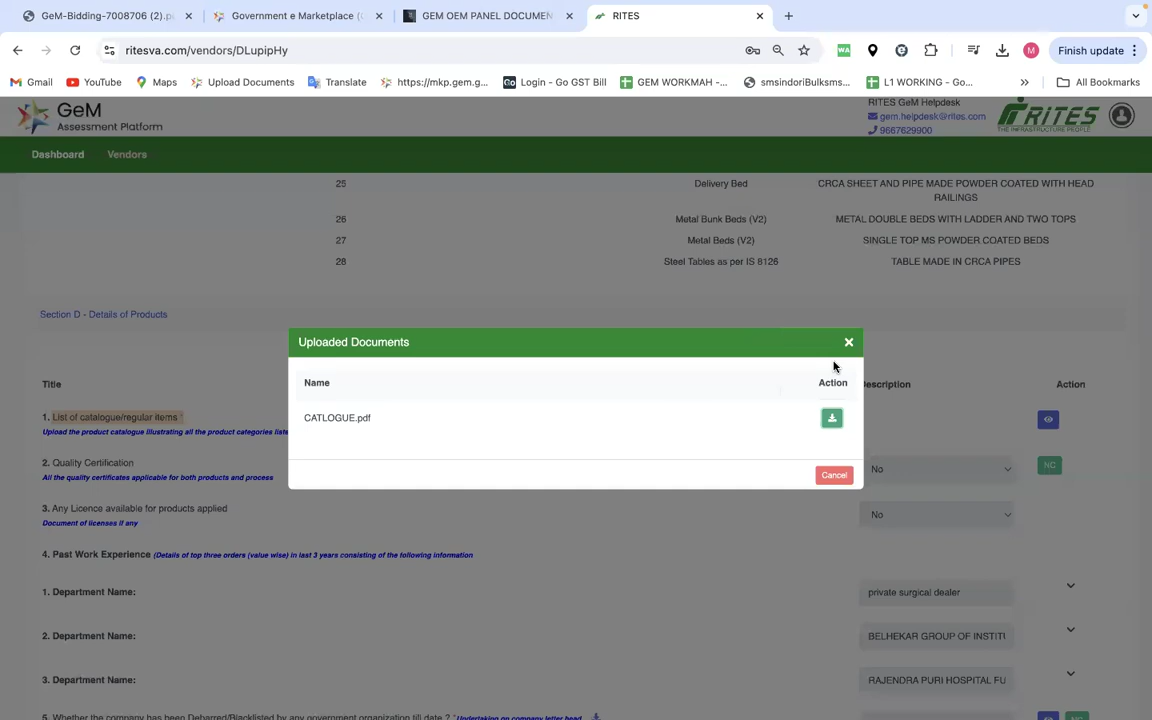 GeM-Bidding-7008706 (2).p
Government e Marketplace (
GEM OEM PANEL DOCUMEN
RITES
ritesva.com/vendors/DLupipHy
WA
M
Finish update
Gmail
YouTube
Maps
Upload Documents
Translate
https://mkp.gem.g...
Go
Login - Go GST Bill
GEM WORKMAH -...
smsindoriBulksms...
L1 WORKING - Go...
All Bookmarks
GeM
Assessment Platform
RITES GeM Helpdesk
gem.helpdesk@rites.com
9667629900
RITES
THE INFRASTRUCTURE PEOPLE
Dashboard Vendors
25 Delivery Bed CRCA SHEET AND PIPE MADE POWDER COATED WITH HEAD
RAILINGS
26 Metal Bunk Beds (V2) METAL DOUBLE BEDS WITH LADDER AND TWO TOPS
27 Metal Beds (V2) SINGLE TOP MS POWDER COATED BEDS
28 Steel Tables as per IS 8126 TABLE MADE IN CRCA PIPES
Section D - Details of Products
Uploaded Documents
Name Action
CATLOGUE.pdf
Cancel
Title escription Action
1. List of catalogue/regular items *
Upload the product catalogue illustrating all the product categories liste
2. Quality Certification No NC
All the quality certificates applicable for both products and process
3. Any Licence available for products applied No
Document of licenses if any
4. Past Work Experience (Details of top three orders (value wise) in last 3 years consisting of the following information
1. Department Name: private surgical dealer
2. Department Name: BELHEKAR GROUP OF INSTITU
3. Department Name: RAJENDRA PURI HOSPITAL FU
5. Whether the company has been Debarred/Blacklisted by any government organization till date ? * Undertaking on company letter head